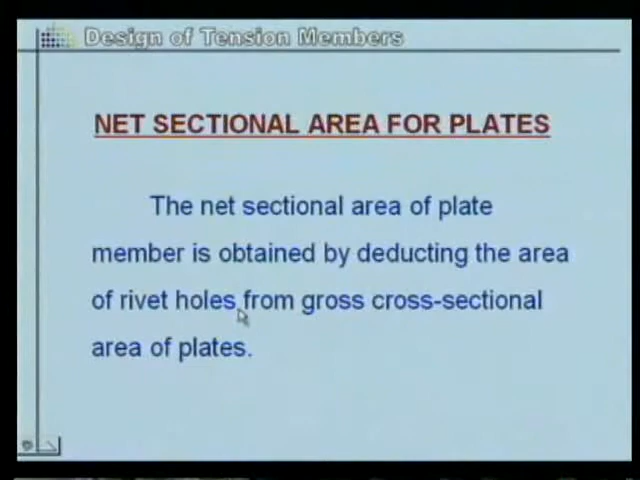 Design of Tension Members
NET SECTIONAL AREA FOR PLATES
The net sectional area of plate
member is obtained by deducting the area
of rivet holes from gross cross-sectional
area of plates.